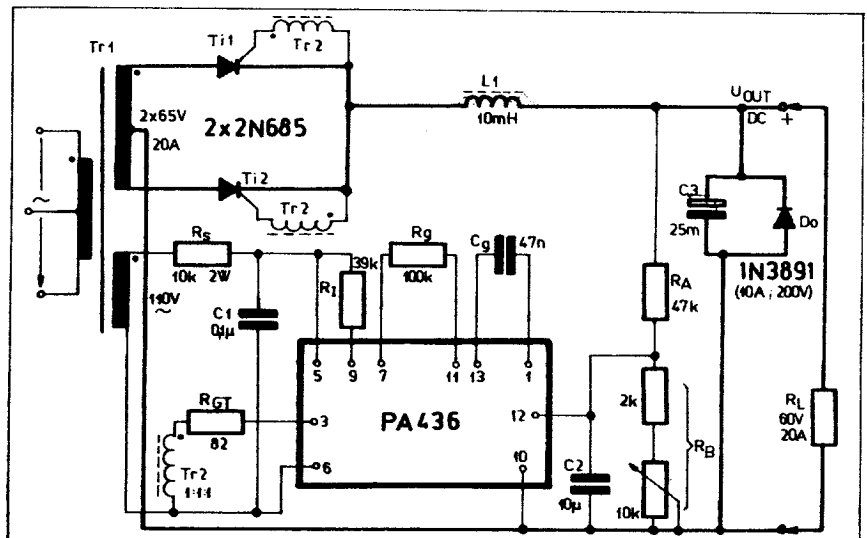 Tr1
Ti1
Tr2
2x65V
20A
2x2N685
L1
10mH
UOUT
DC
+
Ti2
Tr2
C3
25m
Do
1N3891
(10A ; 200V)
Rs
10k
2W
39k
RI
Rg
100k
Cg
47n
RA
47k
110V
~
~
C1
0,1µ
5
9
7
11
13
1
RGT
82
3
PA436
12
2k
RB
RL
60V
20A
Tr2
1:1:1
6
10
C2
10µ
10k